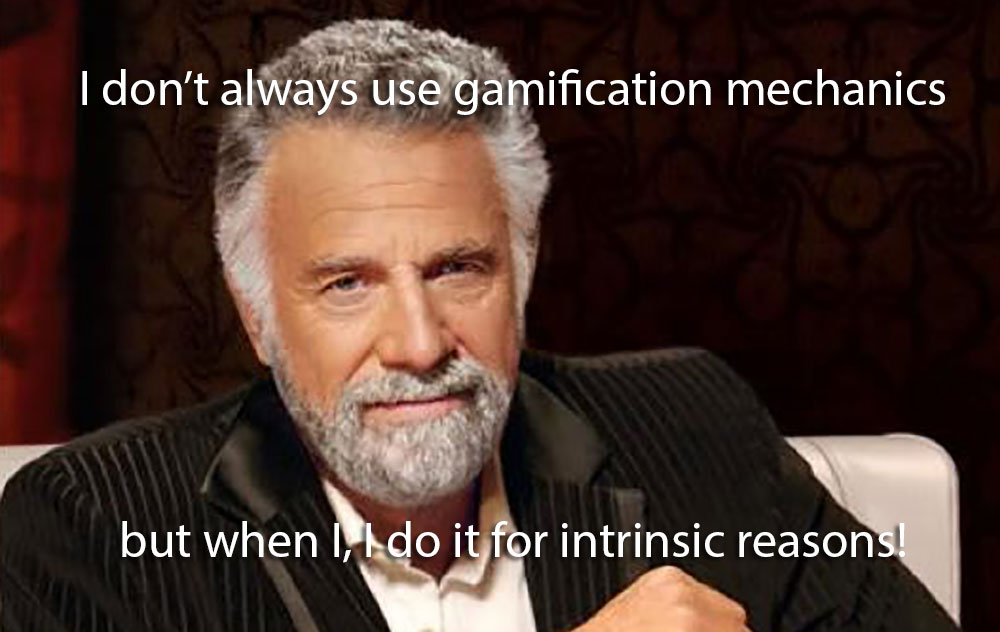 I don’t always use gamification mechanics
but when I, I do it for intrinsic reasons!